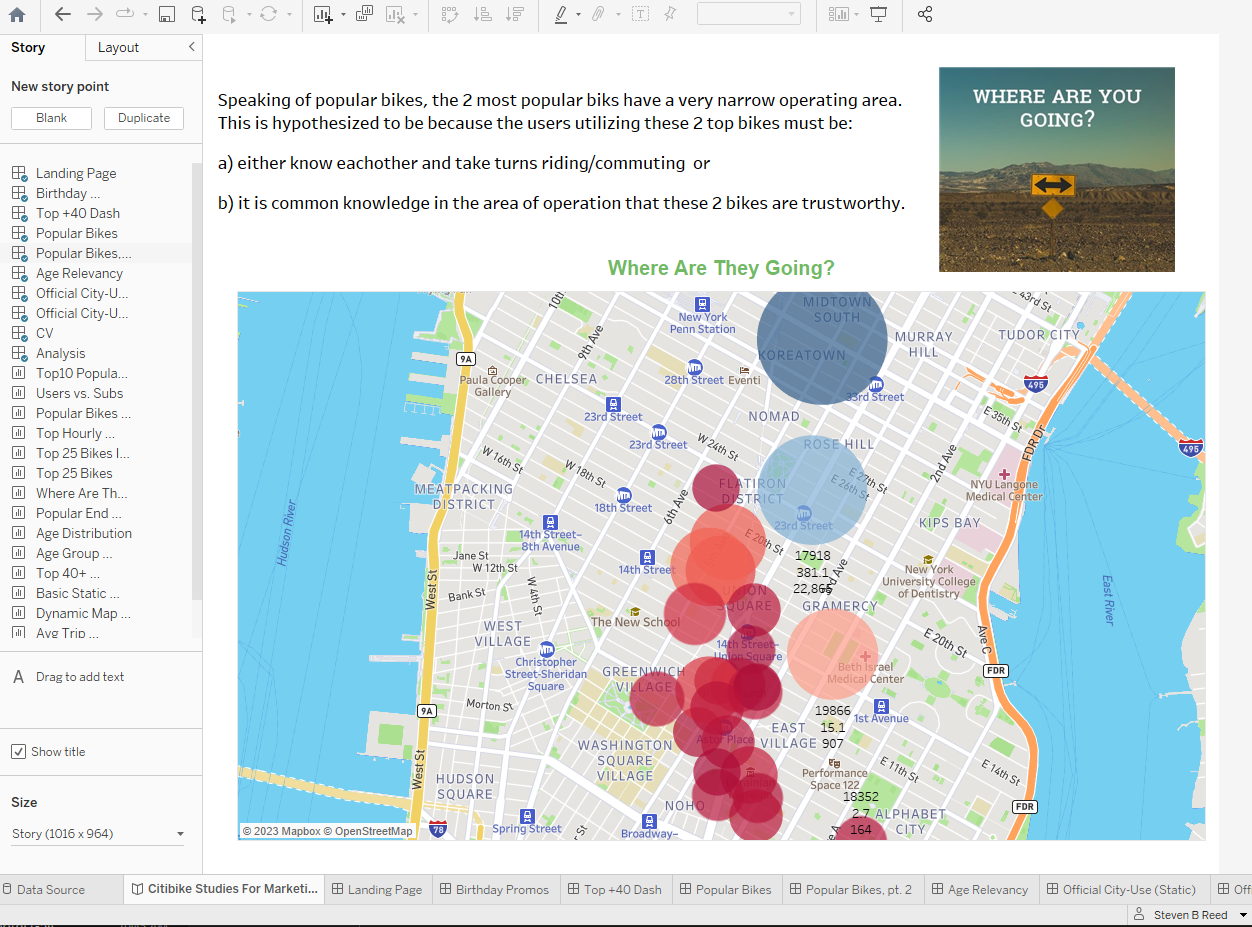 Story
Layout
New story point
Blank
Duplicate
Landing Page
Birthday ...
Top +40 Dash
Popular Bikes
Popular Bikes,...
Age Relevancy
Official City-U...
Official City-U...
CV
Analysis
Top10 Popula...
Users vs. Subs
Popular Bikes ...
Top Hourly ...
Top 25 Bikes I...
Top 25 Bikes
Where Are Th...
Popular End ...
Age Distribution
Age Group ...
Top 40+ ...
Basic Static ...
Dynamic Map ...
Avg Trip ...
A Drag to add text
Show title
Size
Story (1016 x 964)
Speaking of popular bikes, the 2 most popular biks have a very narrow operating area.
This is hypothesized to be because the users utilizing these 2 top bikes must be:
a) either know eachother and take turns riding/commuting or
b) it is common knowledge in the area of operation that these 2 bikes are trustworthy.
WHERE ARE YOU
GOING?
Where Are They Going?
10th
43rd St
MIDTOWN
SOUTH
New York
Penn Station
9th Ave
MURRAY
HILL
TUDOR CITY
KOREATOWN
9A
Paula Cooper
Gallery
CHELSEA
28th Street
Eventi
33rd Street
495
23rd Street
NOMAD
E 35th St
23rd Street
W 24th St
ROSE HILL
FDR Dr
495
W 16th St
W 18th St
2nd Ave
E 27th St
E 26th St
NYU Langone
Medical Center
MEATPACKING
DISTRICT
FLATIRON
DISTRICT
18th Street
6th Ave
23rd Street
KIPS BAY
Hudson River
14th Street–
8th Avenue
E 20th St
Jane St
W 12th St
14th Street
17918
381.1
22,865
d Ave
New York
University College
of Dentistry
West St
Bank St
W 4th St
UNION
SQUARE
GRAMERCY
East River
The New School
WEST
VILLAGE
14th Street–
Union Square
Ave C
E 20th St
Christopher
Street-Sheridan
Square
GREENWICH
VILLAGE
Beth Israel
Medical Center
FDR
Morton St
9A
19866
15.1
907
1st Avenue
EAST
VILLAGE
Astor Place
WASHINGTON
SQUARE
VILLAGE
West St
E 11th St
E 14th St
Performance
Space 122
HUDSON
SQUARE
NOHO
18352
2.7
164
ALPHABET
CITY
FDR
Spring Street
Broadway–
78
© 2023 Mapbox © OpenStreetMap
Data Source
Citibike Studies For Marketi...
Landing Page
Birthday Promos
Top +40 Dash
Popular Bikes
Popular Bikes, pt. 2
Age Relevancy
Official City-Use (Static)
Off
Steven B Reed